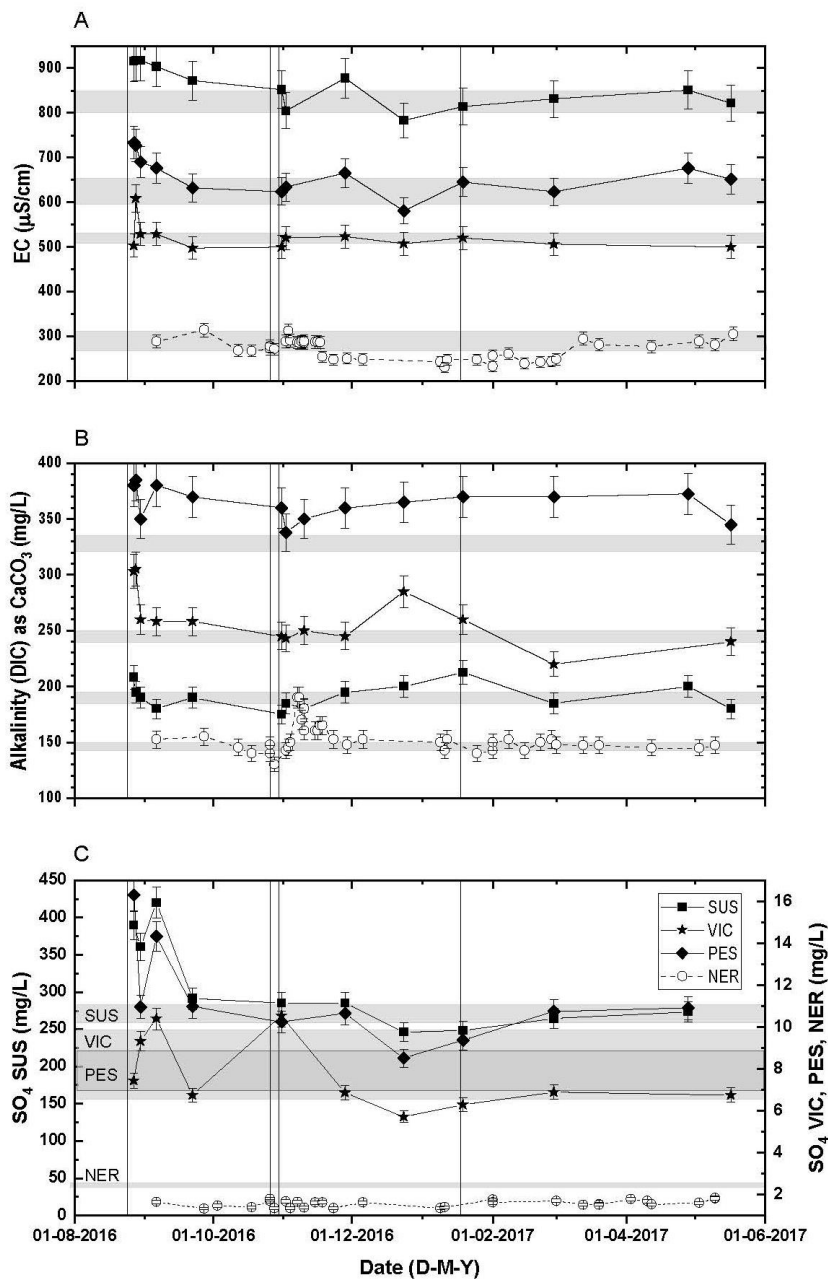 A
EC (µS/cm)
900
800
700
600
500
400
300
200
B
Alkalinity (DIC) as CaCO3 (mg/L)
400
350
300
250
200
150
100
C
SO4 SUS (mg/L)
450
400
350
300
250
200
150
100
50
0
SUS
VIC
PES
NER
SUS
VIC
PES
NER
16
14
12
10
8
6
4
2
SO4 VIC, PES, NER (mg/L)
01-08-2016
01-10-2016
01-12-2016
01-02-2017
01-04-2017
01-06-2017
Date (D-M-Y)